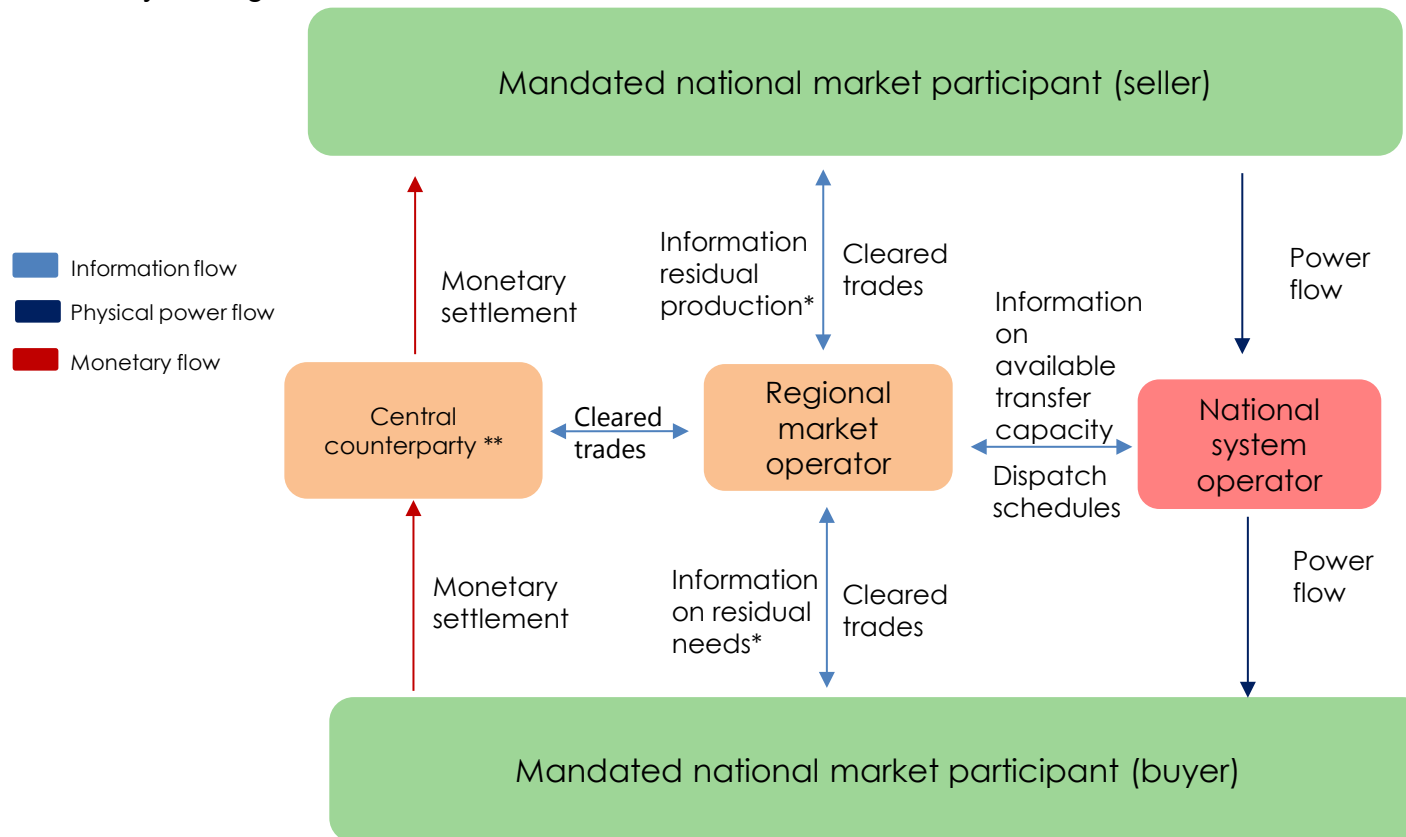 Mandated national market participant (seller)
Information flow
Physical power flow
Monetary flow
Monetary
settlement
Information
residual
production*
Cleared
trades
Information
on
available
transfer
capacity
Power
flow
Central
counterparty **
Cleared
trades
Regional
market
operator
Dispatch
schedules
National
system
operator
Monetary
settlement
Information
on residual
needs*
Cleared
trades
Power
flow
Mandated national market participant (buyer)